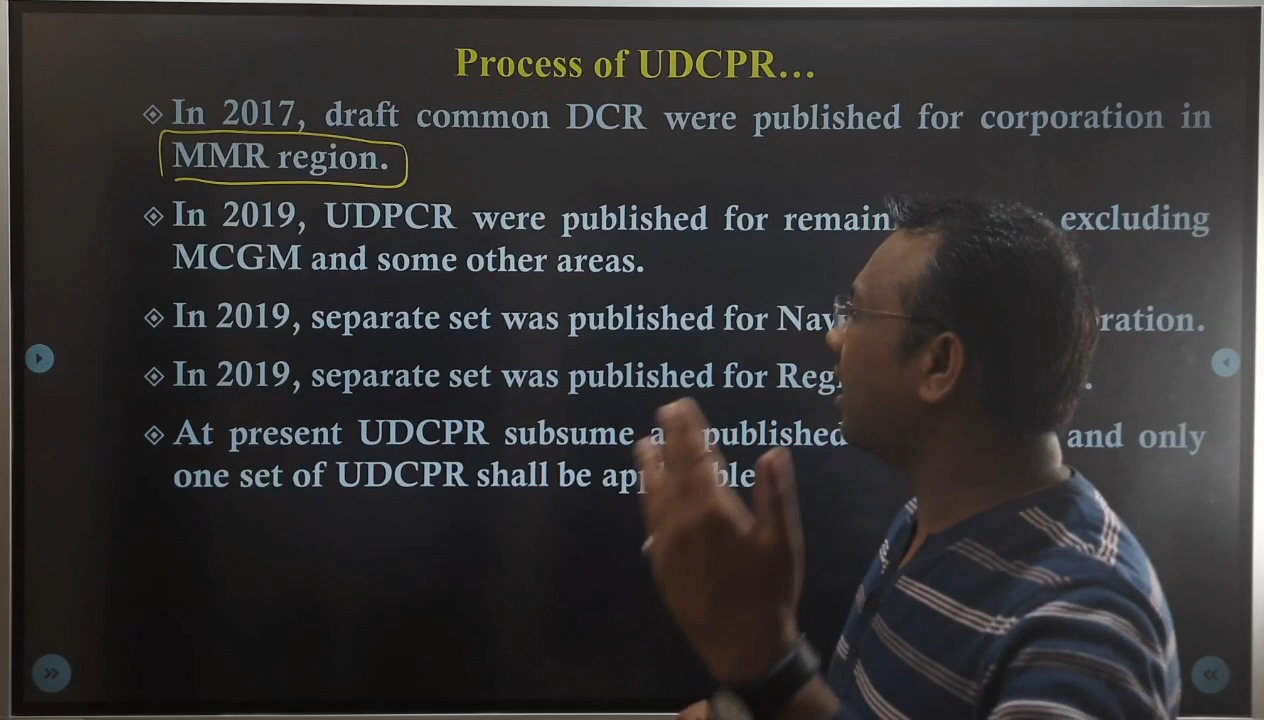 Process of UDCPR...
In 2017, draft common DCR were published for corporation in
MMR region.
In 2019, UDPCR were published for remain excluding
MCGM and some other areas.
In 2019, separate set was published for Nav ration.
In 2019, separate set was published for Reg .
At present UDCPR subsume a published and only
one set of UDCPR shall be ap ble